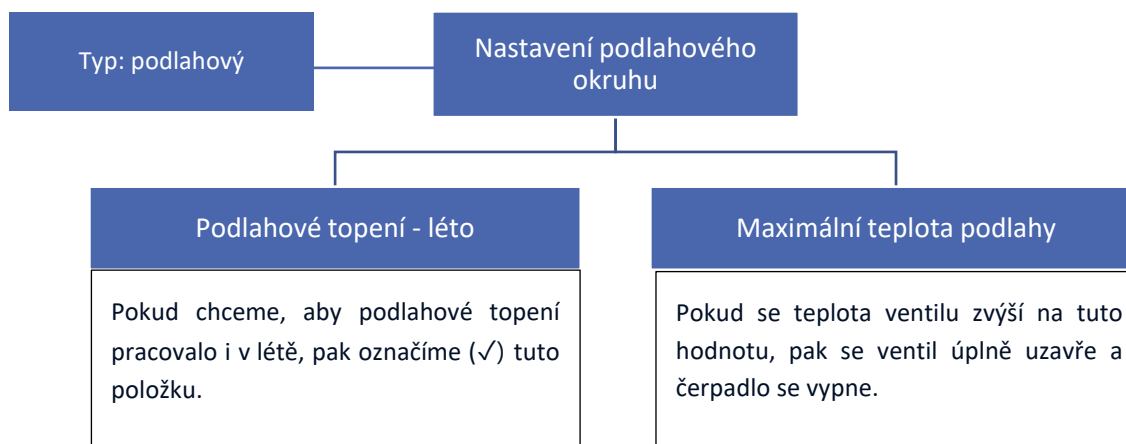 Typ: podlahový
Nastavení podlahového
okruhu
Podlahové topení - léto
Pokud chceme, aby podlahové topení
pracovalo i v létě, pak označíme (√) tuto
položku.
Maximální teplota podlahy
Pokud se teplota ventilu zvýší na tuto
hodnotu, pak se ventil úplně uzavře a
čerpadlo se vypne.